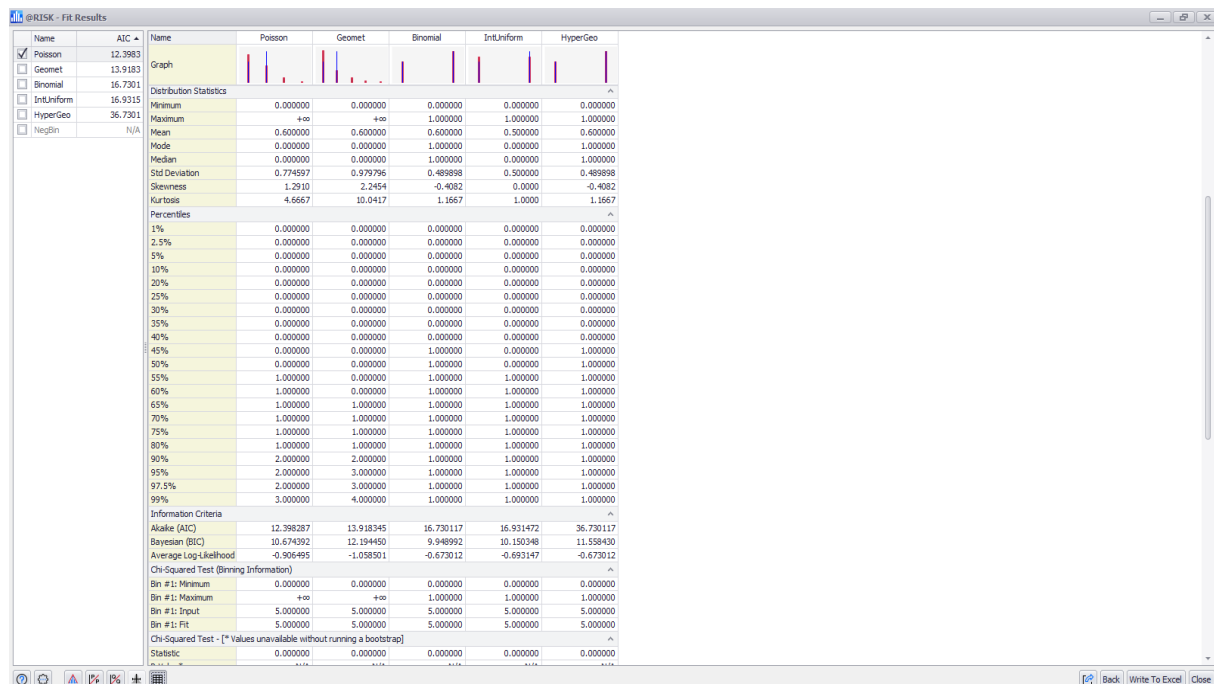 @RISK - Fit Results
Name AIC
Poisson 12.3983
Geomet 13.9183
Binomial 16.7301
IntUniform 16.9315
HyperGeo 36.7301
NegBin N/A
Name Poisson Geomet Binomial IntUniform HyperGeo
Graph
Distribution Statistics
Minimum 0.000000 0.000000 0.000000 0.000000 0.000000
Maximum +∞ +∞ 1.000000 1.000000 1.000000
Mean 0.600000 0.600000 0.600000 0.500000 0.600000
Mode 0.000000 0.000000 1.000000 0.000000 1.000000
Median 0.000000 0.000000 1.000000 0.000000 1.000000
Std Deviation 0.774597 0.979796 0.489898 0.500000 0.489898
Skewness 1.2910 2.2454 -0.4082 0.0000 -0.4082
Kurtosis 4.6667 10.0417 1.1667 1.0000 1.1667
Percentiles
1% 0.000000 0.000000 0.000000 0.000000 0.000000
2.5% 0.000000 0.000000 0.000000 0.000000 0.000000
5% 0.000000 0.000000 0.000000 0.000000 0.000000
10% 0.000000 0.000000 0.000000 0.000000 0.000000
20% 0.000000 0.000000 0.000000 0.000000 0.000000
25% 0.000000 0.000000 0.000000 0.000000 0.000000
30% 0.000000 0.000000 0.000000 0.000000 0.000000
35% 0.000000 0.000000 0.000000 0.000000 0.000000
40% 0.000000 0.000000 0.000000 0.000000 0.000000
45% 0.000000 0.000000 1.000000 0.000000 1.000000
50% 0.000000 0.000000 1.000000 0.000000 1.000000
55% 1.000000 0.000000 1.000000 1.000000 1.000000
60% 1.000000 0.000000 1.000000 1.000000 1.000000
65% 1.000000 1.000000 1.000000 1.000000 1.000000
70% 1.000000 1.000000 1.000000 1.000000 1.000000
75% 1.000000 1.000000 1.000000 1.000000 1.000000
80% 1.000000 1.000000 1.000000 1.000000 1.000000
90% 2.000000 2.000000 1.000000 1.000000 1.000000
95% 2.000000 3.000000 1.000000 1.000000 1.000000
97.5% 2.000000 3.000000 1.000000 1.000000 1.000000
99% 3.000000 4.000000 1.000000 1.000000 1.000000
Information Criteria
Akaike (AIC) 12.398287 13.918345 16.730117 16.931472 36.730117
Bayesian (BIC) 10.674392 12.194450 9.948992 10.150348 11.558430
Average Log-Likelihood -0.906495 -1.058501 -0.673012 -0.693147 -0.673012
Chi-Squared Test (Binning Information)
Bin #1: Minimum 0.000000 0.000000 0.000000 0.000000 0.000000
Bin #1: Maximum +∞ +∞ 1.000000 1.000000 1.000000
Bin #1: Input 5.000000 5.000000 5.000000 5.000000 5.000000
Bin #1: Fit 5.000000 5.000000 5.000000 5.000000 5.000000
Chi-Squared Test - [* Values unavailable without running a bootstrap]
Statistic 0.000000 0.000000 0.000000 0.000000 0.000000
Back Write To Excel Close